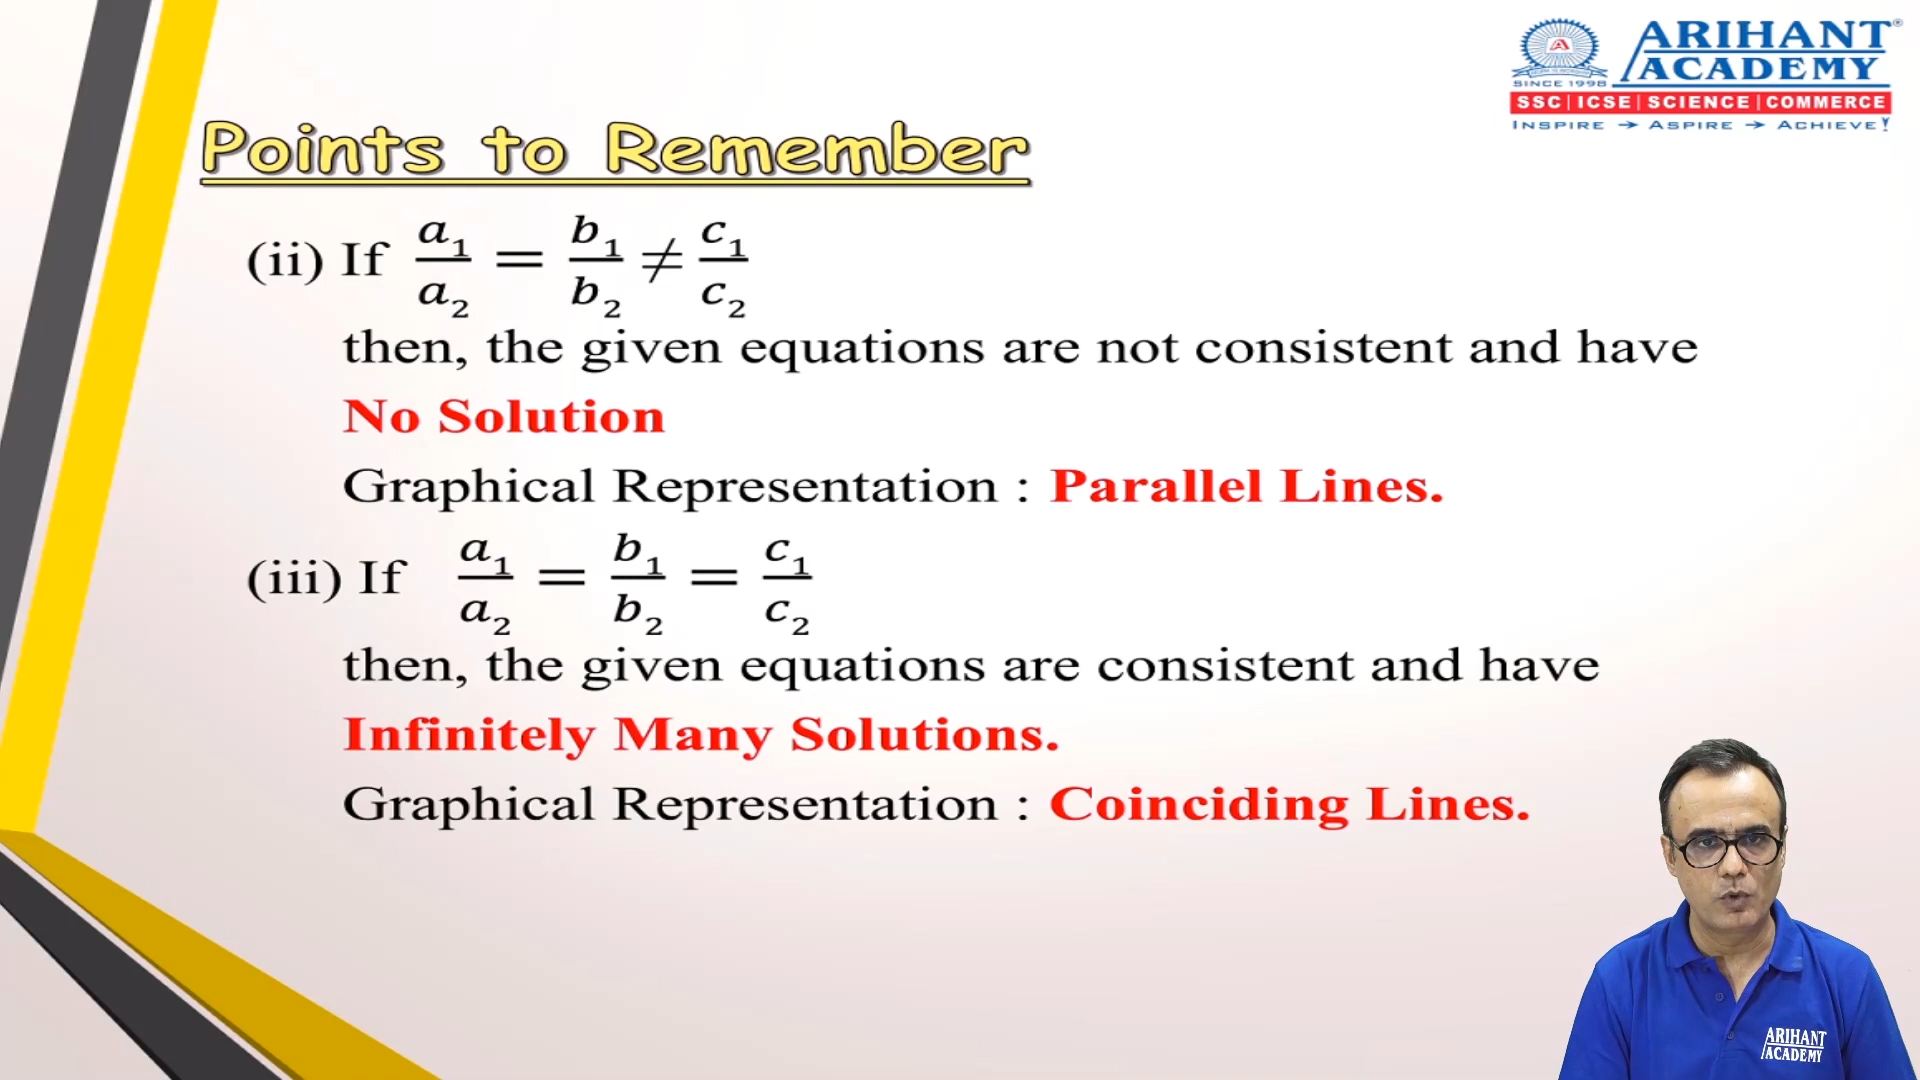 ARIHANT®
ACADEMY
SINCE 1998
SSC | ICSE | SCIENCE | COMMERCE
INSPIRE → ASPIRE → ACHIEVE!
Points to Remember
(ii) If a₁/a₂ = b₁/b₂ ≠ c₁/c₂
then, the given equations are not consistent and have
No Solution
Graphical Representation : Parallel Lines.
(iii) If a₁/a₂ = b₁/b₂ = c₁/c₂
then, the given equations are consistent and have
Infinitely Many Solutions.
Graphical Representation : Coinciding Lines.
ARIHANT
ACADEMY